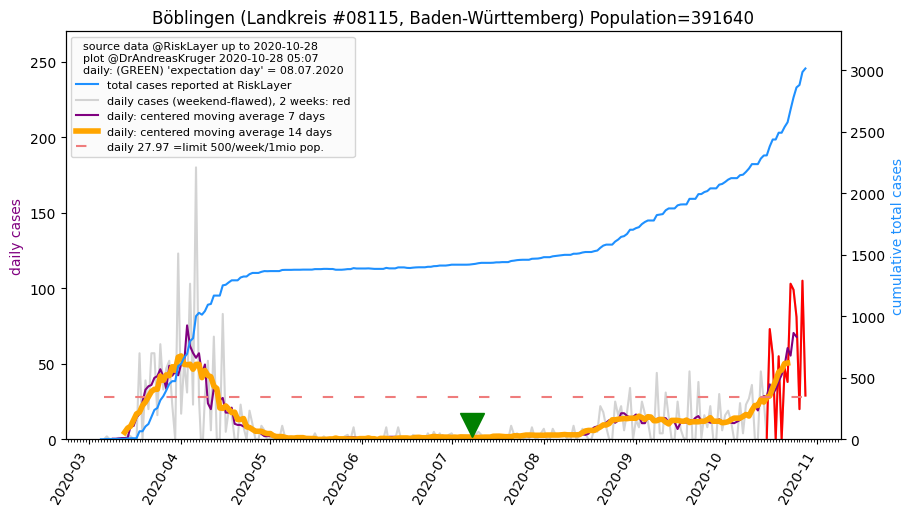 Böblingen (Landkreis #08115, Baden-Württemberg) Population=391640
source data @RiskLayer up to 2020-10-28
plot @DrAndreasKruger 2020-10-28 05:07
daily: (GREEN) 'expectation day' = 08.07.2020
total cases reported at RiskLayer
daily cases (weekend-flawed), 2 weeks: red
daily: centered moving average 7 days
daily: centered moving average 14 days
daily 27.97 =limit 500/week/1mio pop.
daily cases
250
200
150
100
50
0
cumulative total cases
3000
2500
2000
1500
1000
500
0
2020-03
2020-04
2020-05
2020-06
2020-07
2020-08
2020-09
2020-10
2020-11